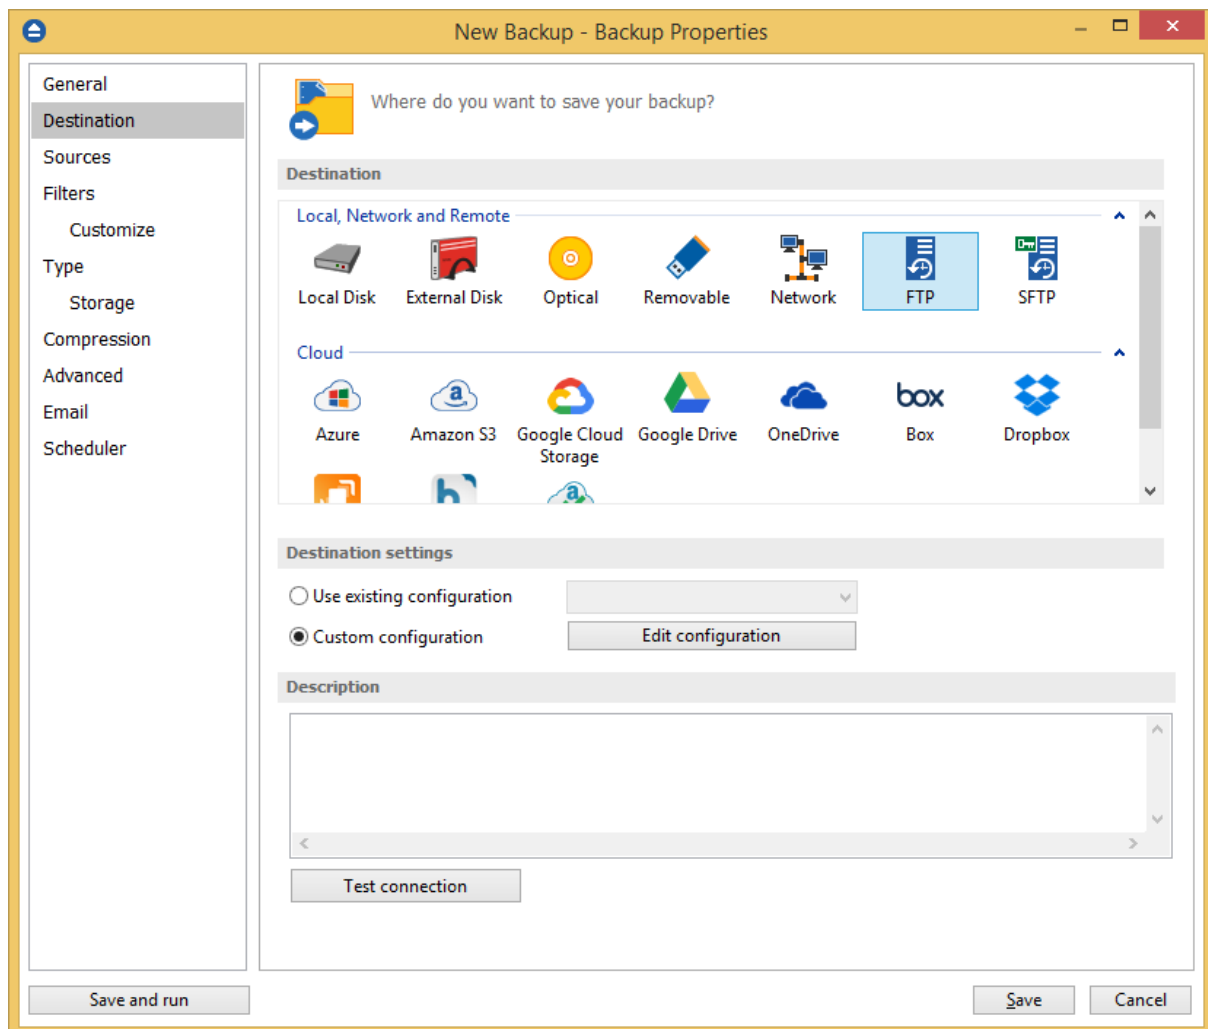 New Backup - Backup Properties
General
Destination
Sources
Filters
Customize
Type
Storage
Compression
Advanced
Email
Scheduler
Where do you want to save your backup?
Destination
Local, Network and Remote
Local Disk External Disk Optical Removable Network FTP SFTP
Cloud
a box
Azure Amazon S3 Google Cloud Google Drive OneDrive Box Dropbox
Storage
b a
Destination settings
Use existing configuration
Custom configuration Edit configuration
Description
Test connection
Save and run Save Cancel